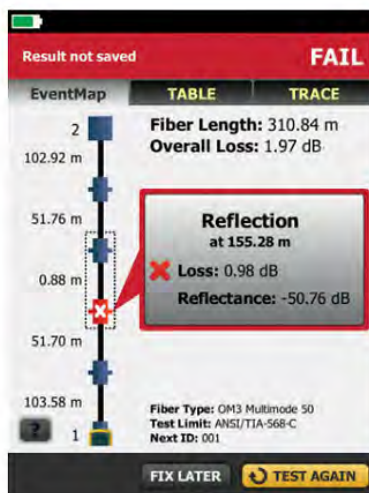 Result not saved
FAIL
EventMap
TABLE
TRACE
2
102.92 m
51.76 m
0.88 m
51.70 m
103.58 m
? 1
Fiber Length: 310.84 m
Overall Loss: 1.97 dB
Reflection
at 155.28 m
Loss: 0.98 dB
Reflectance: -50.76 dB
Fiber Type: OM3 Multimode 50
Test Limit: ANSI/TIA-568-C
Next ID: 001
FIX LATER
TEST AGAIN